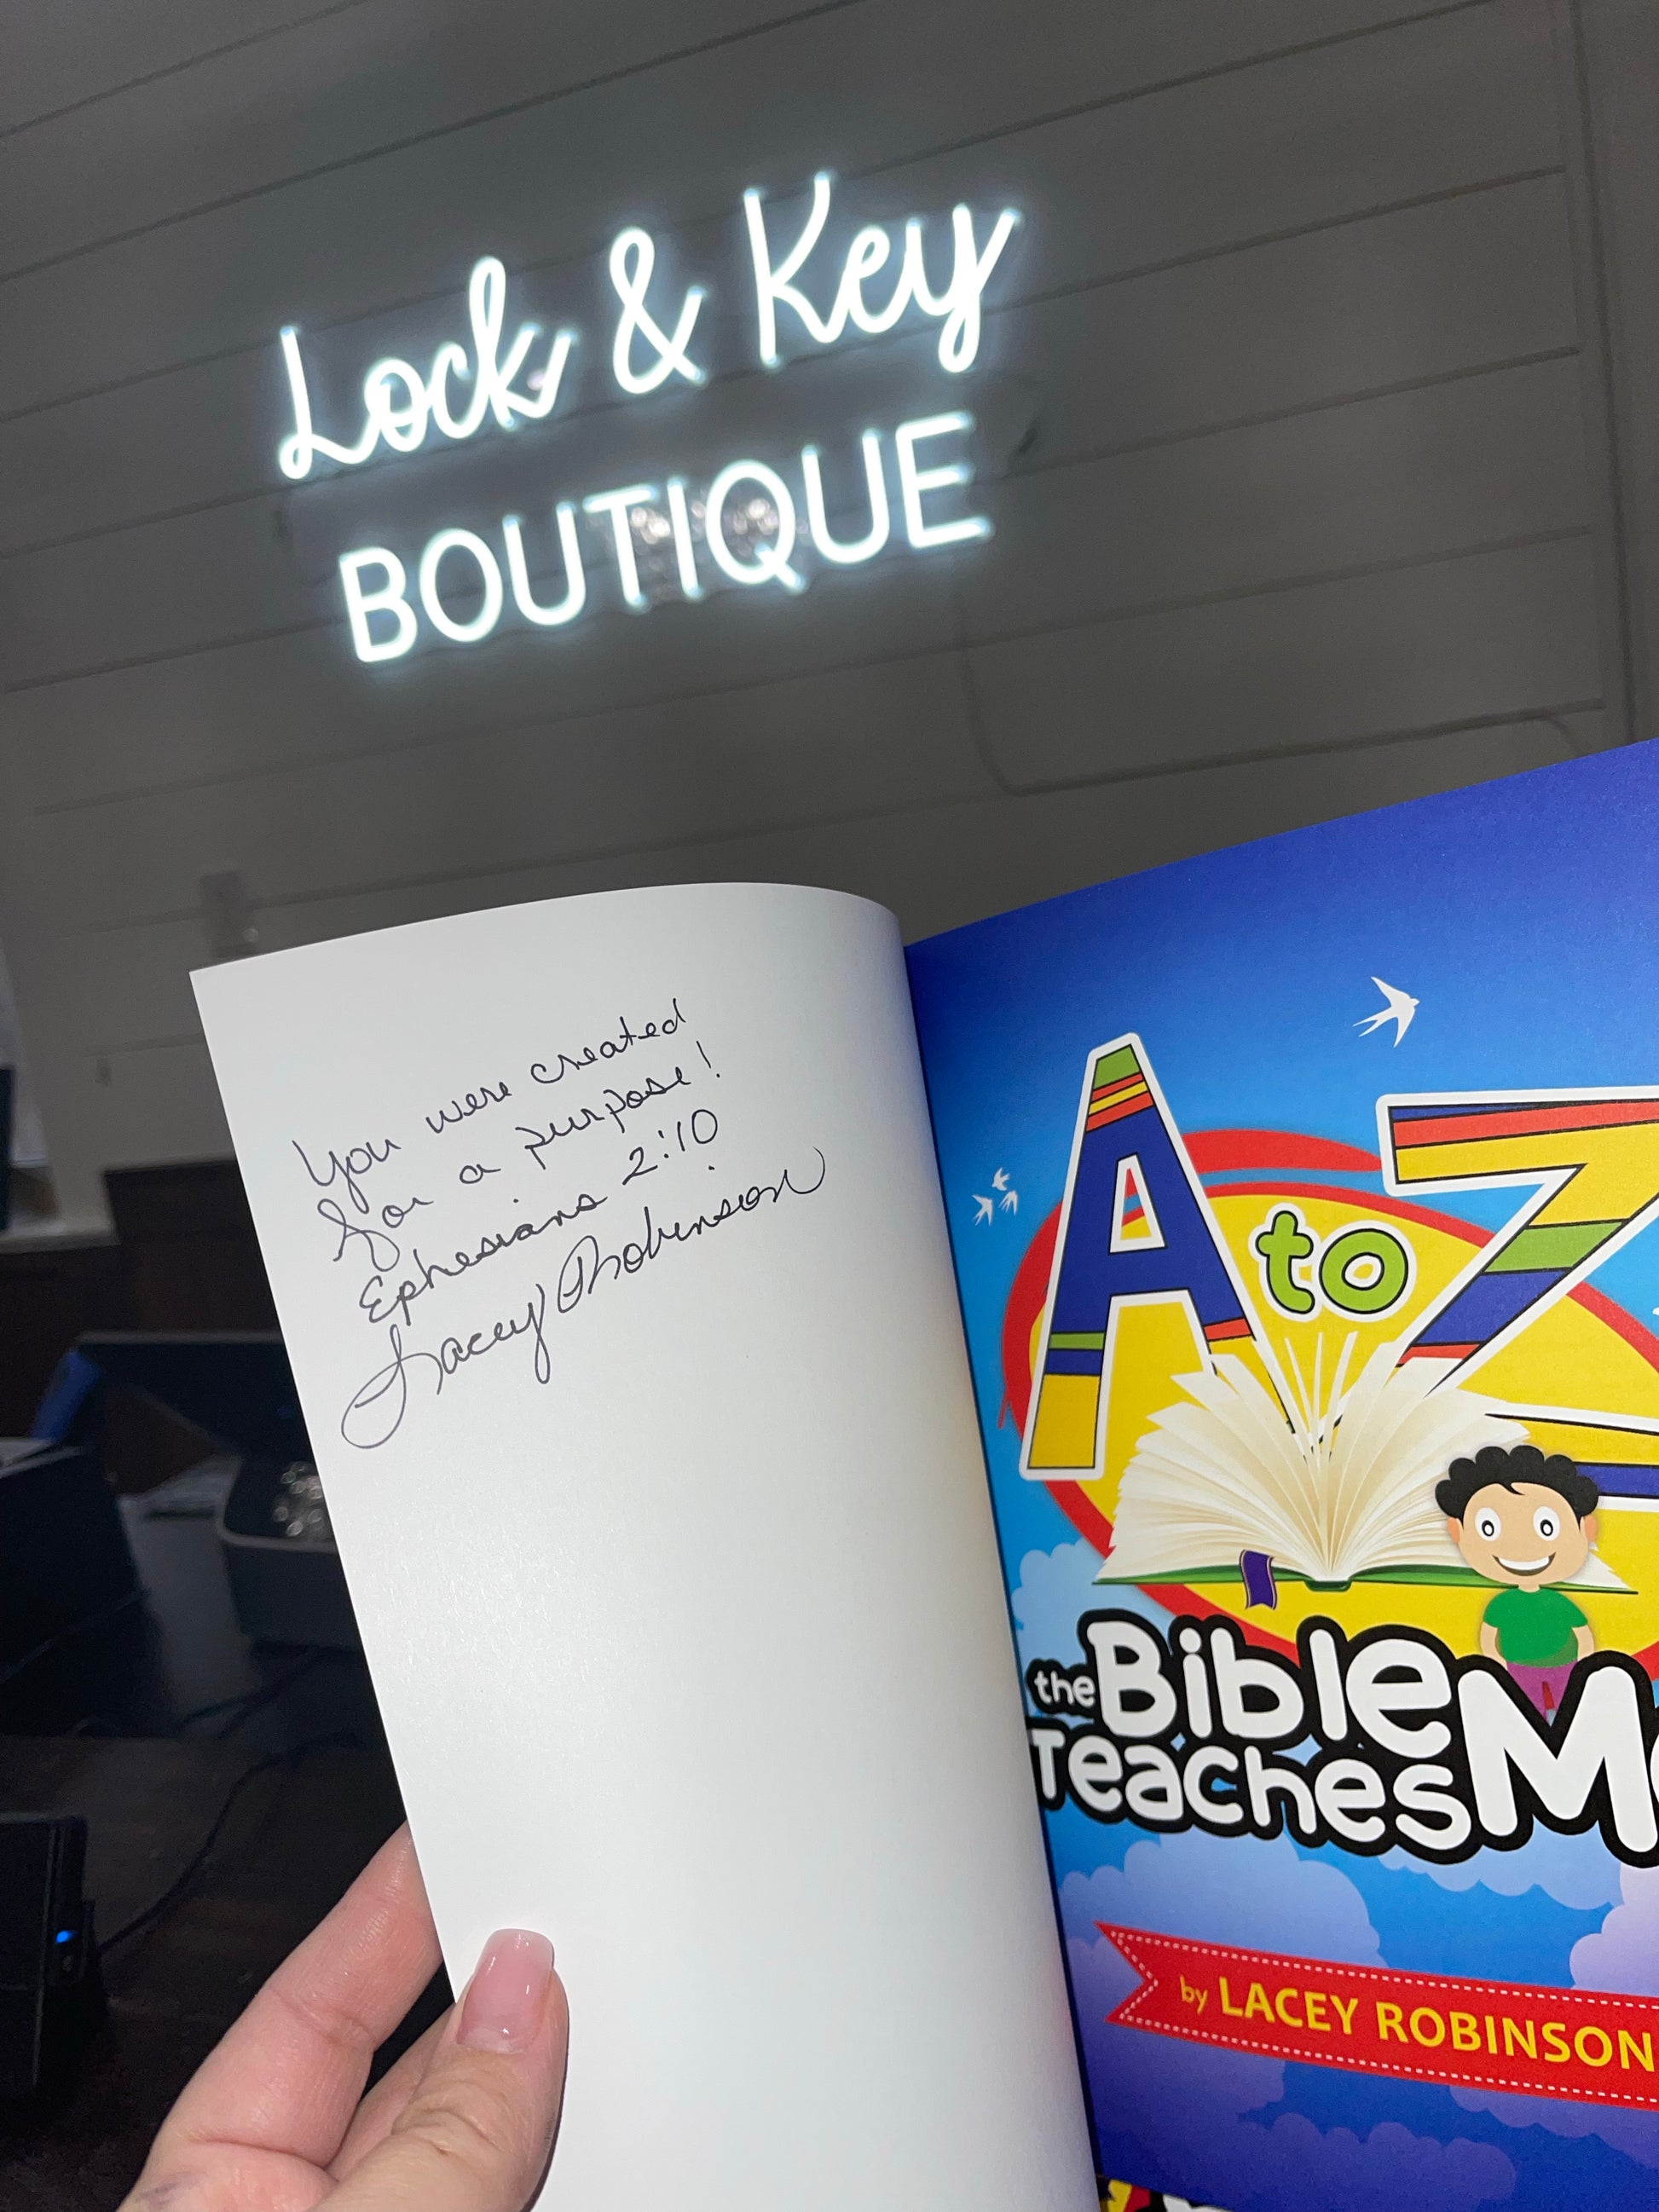 Lock & Key
BOUTIQUE
You were created
for a purpose!
Ephesians 2:10
Lacey Robinson
A to Z
the Bible
Teaches
by LACEY ROBINSON